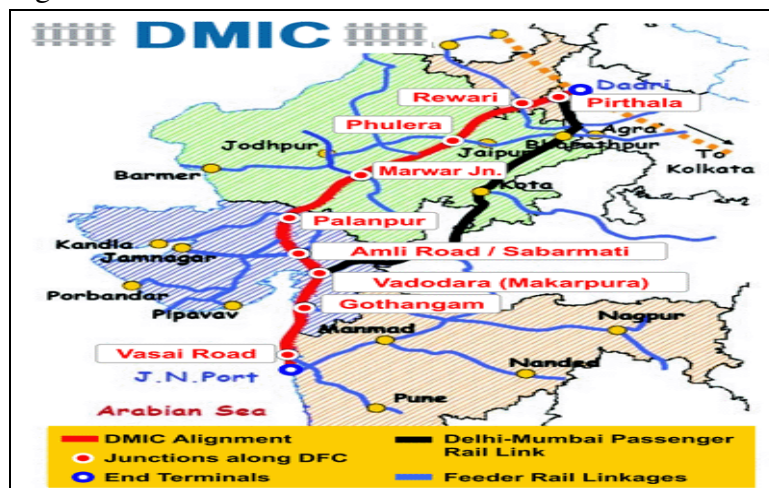 DMIC
Dadri
Rewari
Pirthala
Phulera
Agra
Jodhpur
Jaipur
Bharathpur
To
Kolkata
Barmer
Marwar Jn.
Kota
Palanpur
Kandla
Jamnagar
Amli Road / Sabarmati
Vadodara (Makarpura)
Porbandar
Pipavav
Gothangam
Manmad
Nagpur
Vasai Road
J.N.Port
Nanded
Pune
Arabian Sea
DMIC Alignment
Delhi-Mumbai Passenger
Rail Link
Junctions along DFC
End Terminals
Feeder Rail Linkages